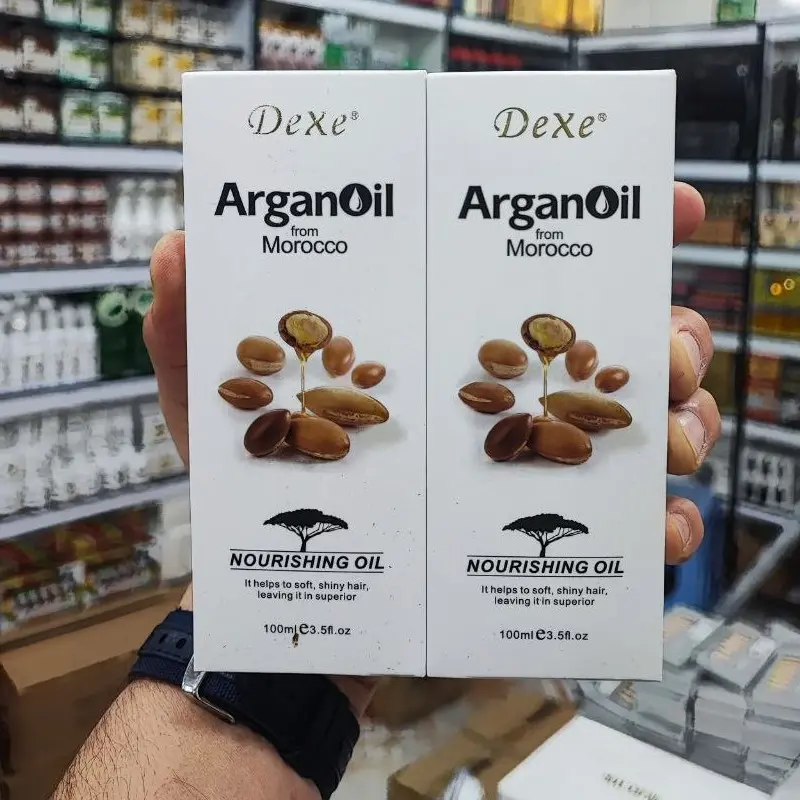 DeXe®
ArganOil
from
Morocco
NOURISHING OIL
It helps to soft, shiny hair,
leaving it in superior
100ml e 3.5fl.oz
DeXe®
ArganOil
from
Morocco
NOURISHING OIL
It helps to soft, shiny hair,
leaving it in superior
100ml e 3.5fl.oz